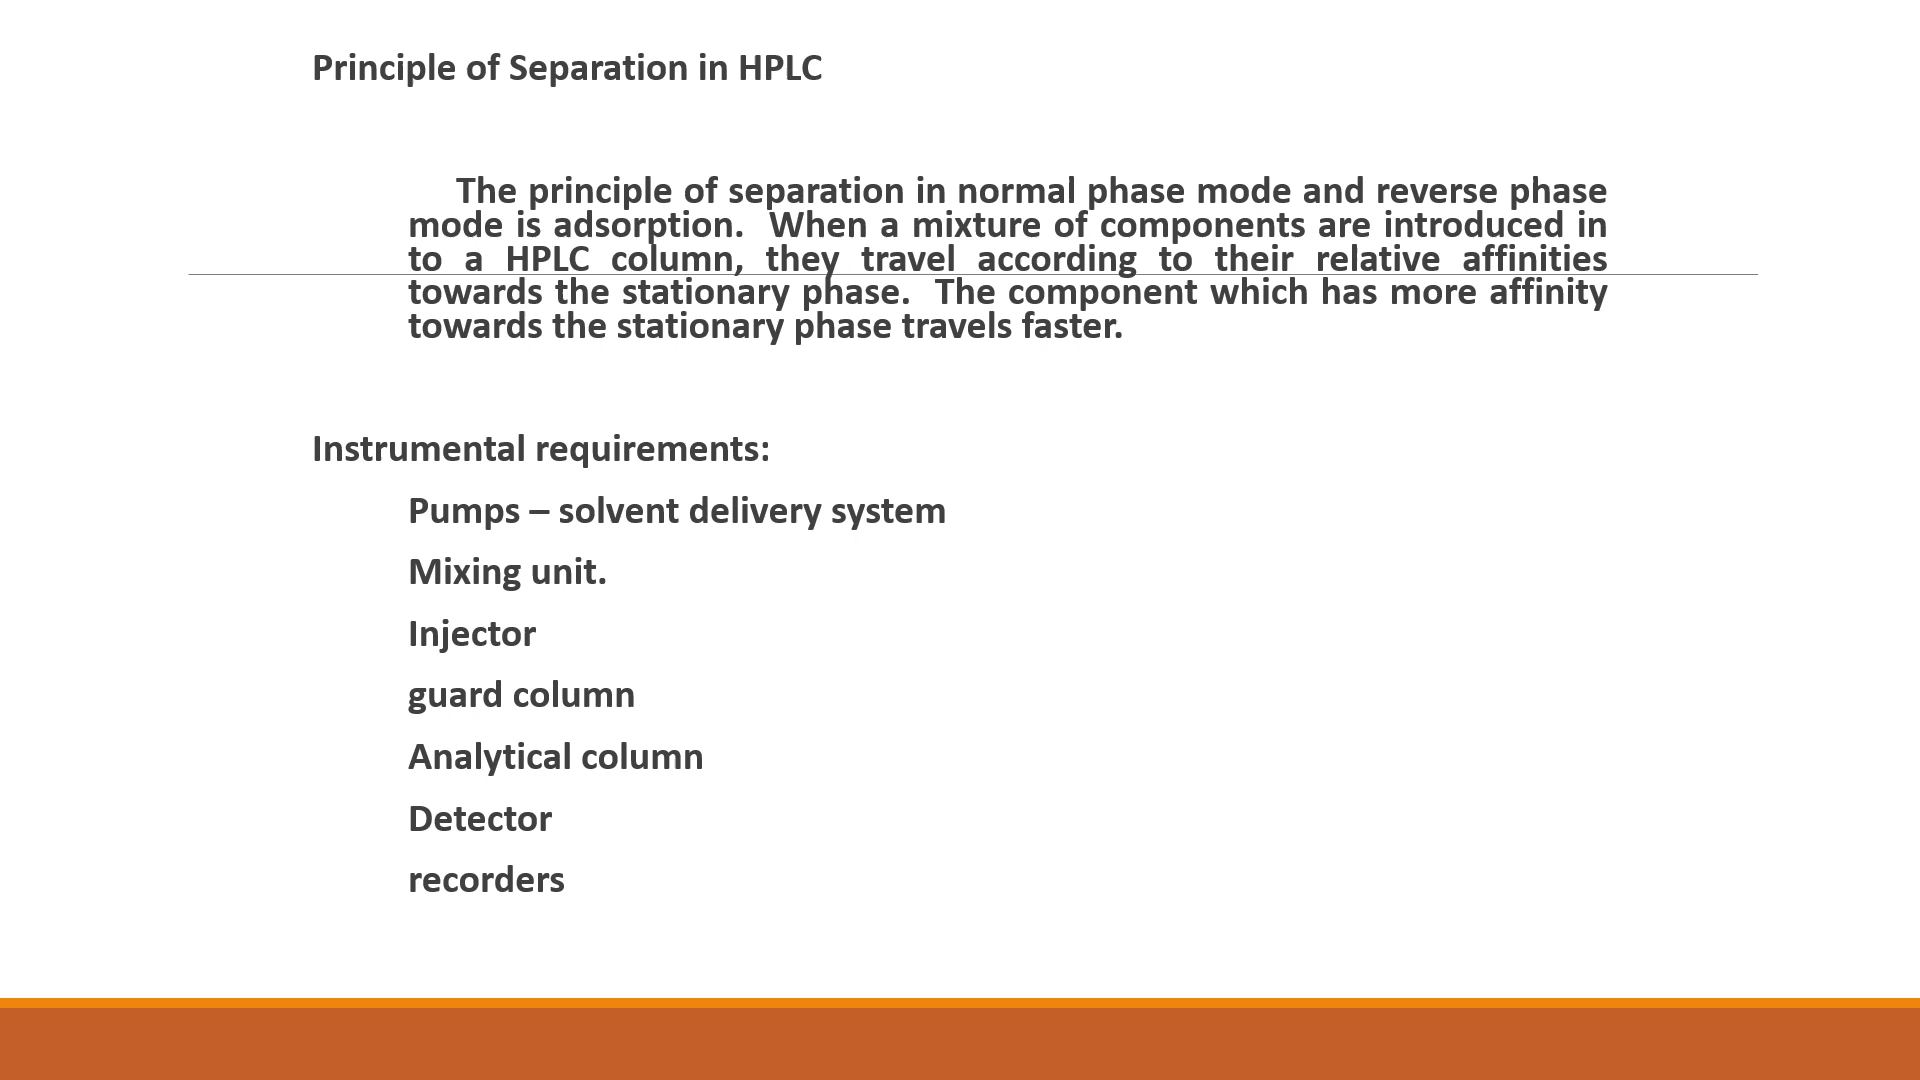 Principle of Separation in HPLC
The principle of separation in normal phase mode and reverse phase
mode is adsorption.  When a mixture of components are introduced in
to a HPLC column, they travel according to their relative affinities
towards the stationary phase.  The component which has more affinity
towards the stationary phase travels faster.
Instrumental requirements:
Pumps – solvent delivery system
Mixing unit.
Injector
guard column
Analytical column
Detector
recorders